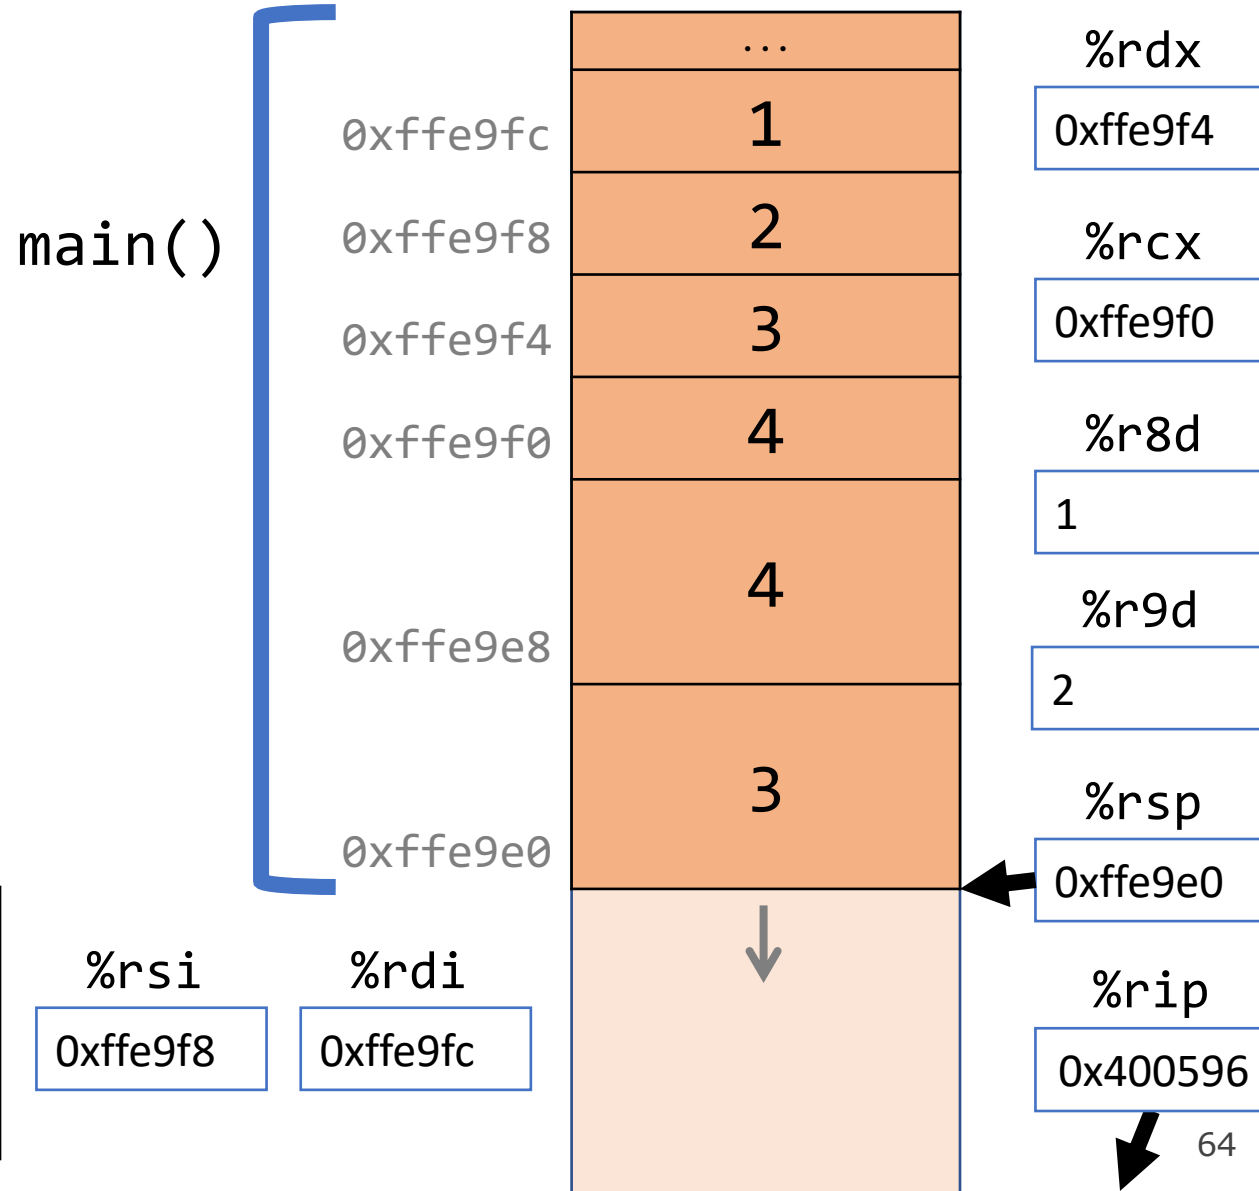 ...
%rdx
1
0xffe9fc
0xffe9f4
2
0xffe9f8
main()
%rcx
3
0xffe9f4
0xffe9f0
4
0xffe9f0
%r8d
1
4
0xffe9e8
%r9d
2
3
0xffe9e0
%rsp
0xffe9e0
%rsi %rdi
0xffe9f8 0xffe9fc
%rip
0x400596
64